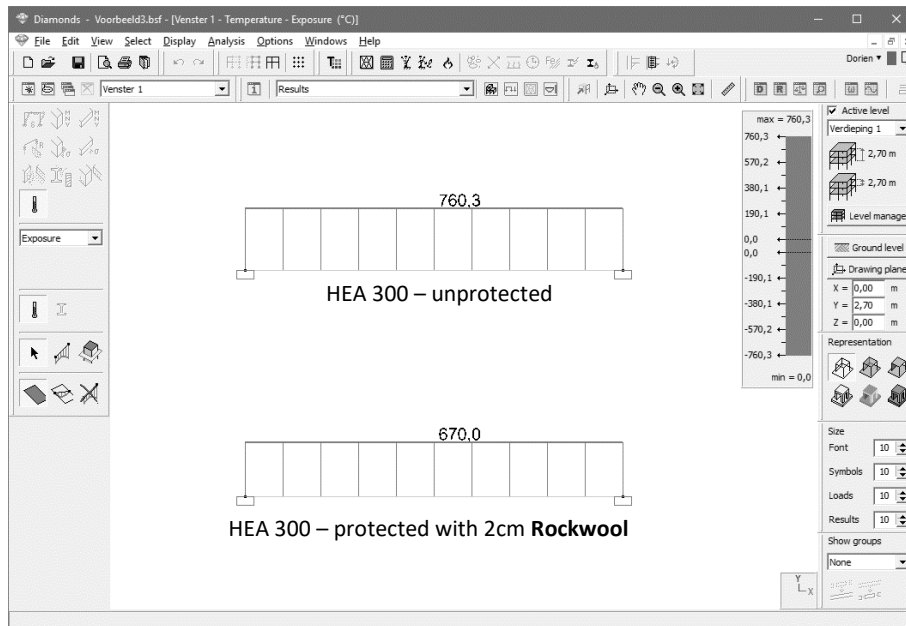 Diamonds - Voorbeeld3.bsf - [Venster 1 - Temperature - Exposure (°C)]
File Edit View Select Display Analysis Options Windows Help
Dorien
Venster 1
Results
Exposure
760,3
HEA 300 – unprotected
670,0
HEA 300 – protected with 2cm Rockwool
max = 760,3
760,3
570,2
380,1
190,1
0,0
0,0
-190,1
-380,1
-570,2
-760,3
min = 0,0
Active level
Verdieping 1
2,70 m
2,70 m
Level manage
Ground level
Drawing plane
X = 0,00 m
Y = 2,70 m
Z = 0,00 m
Representation
Size
Font 10
Symbols 10
Loads 10
Results 10
Show groups
None
Y
X